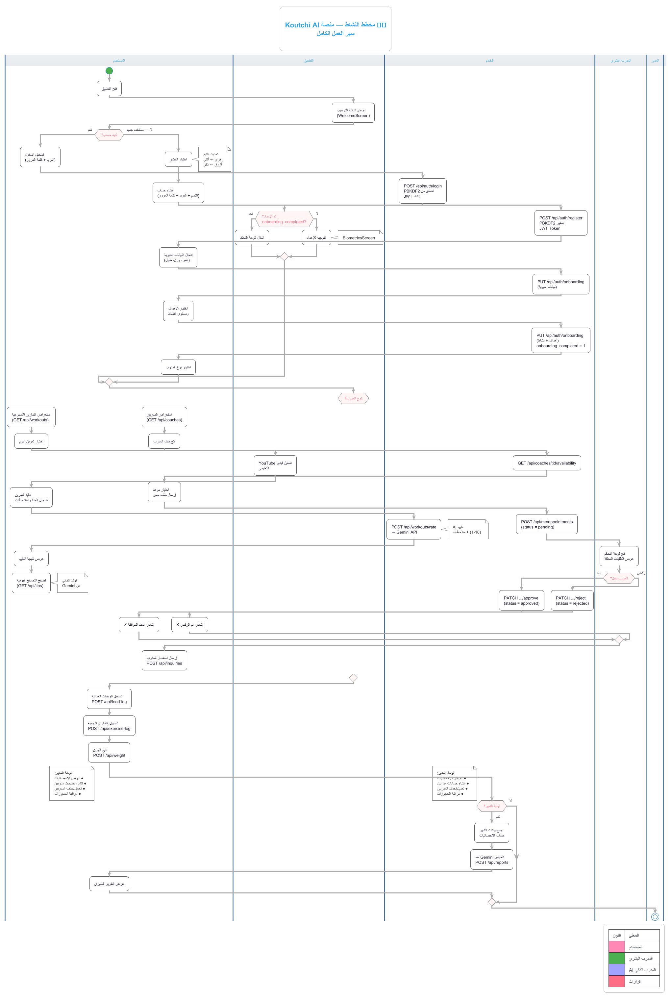 مخطط النشاط — منصة Koutchi AI
سير العمل الكامل
المستخدم
التطبيق
الخادم
المدرب البشري
المدير
فتح التطبيق
عرض شاشة الترحيب
(WelcomeScreen)
لديه حساب؟
نعم
لا — مستخدم جديد
تسجيل الدخول
(البريد + كلمة المرور)
اختيار الجنس
تحديث الثيم
زهري ← أنثى
أزرق ← ذكر
POST /api/auth/login
التحقق من PBKDF2
إنشاء JWT
إنشاء حساب
(الاسم + البريد + كلمة المرور)
تم الإعداد؟
onboarding_completed?
نعم
لا
انتقال للوحة التحكم
التوجيه للإعداد
BiometricsScreen
POST /api/auth/register
تشفير PBKDF2
JWT Token
إدخال البيانات الحيوية
(عمر، وزن، طول)
PUT /api/auth/onboarding
(بيانات حيوية)
اختيار الأهداف
ومستوى النشاط
PUT /api/auth/onboarding
(أهداف + نشاط)
onboarding_completed = 1
اختيار نوع المدرب
نوع المدرب؟
استعراض التمارين الأسبوعية
(GET /api/workouts)
استعراض المدربين
(GET /api/coaches)
اختيار تمرين اليوم
فتح ملف المدرب
تشغيل فيديو YouTube
التعليمي
GET /api/coaches/:id/availability
تنفيذ التمرين
تسجيل المدة والملاحظات
اختيار موعد
إرسال طلب حجز
POST /api/workouts/rate
→ Gemini API
تقييم AI
(1-10) + ملاحظات
POST /api/me/appointments
(status = pending)
عرض نتيجة التقييم
فتح لوحة التحكم
عرض الطلبات المعلقة
تصفح النصائح اليومية
(GET /api/tips)
توليد تلقائي
من Gemini
المدرب يقبل؟
نعم
رفض
PATCH .../approve
(status = approved)
PATCH .../reject
(status = rejected)
إشعار: تمت الموافقة ✓
إشعار: تم الرفض ✗
إرسال استفسار للمدرب
POST /api/inquiries
تسجيل الوجبات الغذائية
POST /api/food-log
تسجيل التمارين اليومية
POST /api/exercise-log
تتبع الوزن
POST /api/weight
لوحة المدير:
● عرض الإحصائيات
● إنشاء حسابات مدربين
● تعديل/حذف المدربين
● مراقبة الحجوزات
لوحة المدير:
● عرض الإحصائيات
● إنشاء حسابات مدربين
● تعديل/حذف المدربين
● مراقبة الحجوزات
نهاية الشهر؟
لا
نعم
جمع بيانات الشهر
حساب الإحصائيات
→ Gemini تلخيص
POST /api/reports
عرض التقرير الشهري
اللون
المعنى
المستخدم
المدرب البشري
المدرب الذكي AI
قرارات